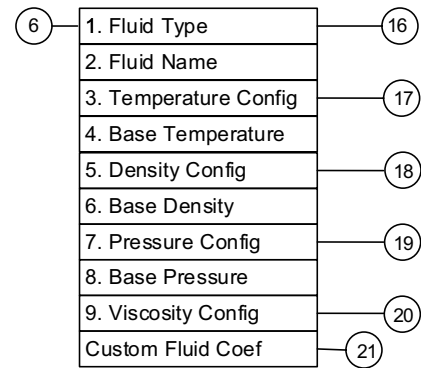 6
1. Fluid Type
16
2. Fluid Name
3. Temperature Config
17
4. Base Temperature
5. Density Config
18
6. Base Density
7. Pressure Config
19
8. Base Pressure
9. Viscosity Config
20
Custom Fluid Coef
21